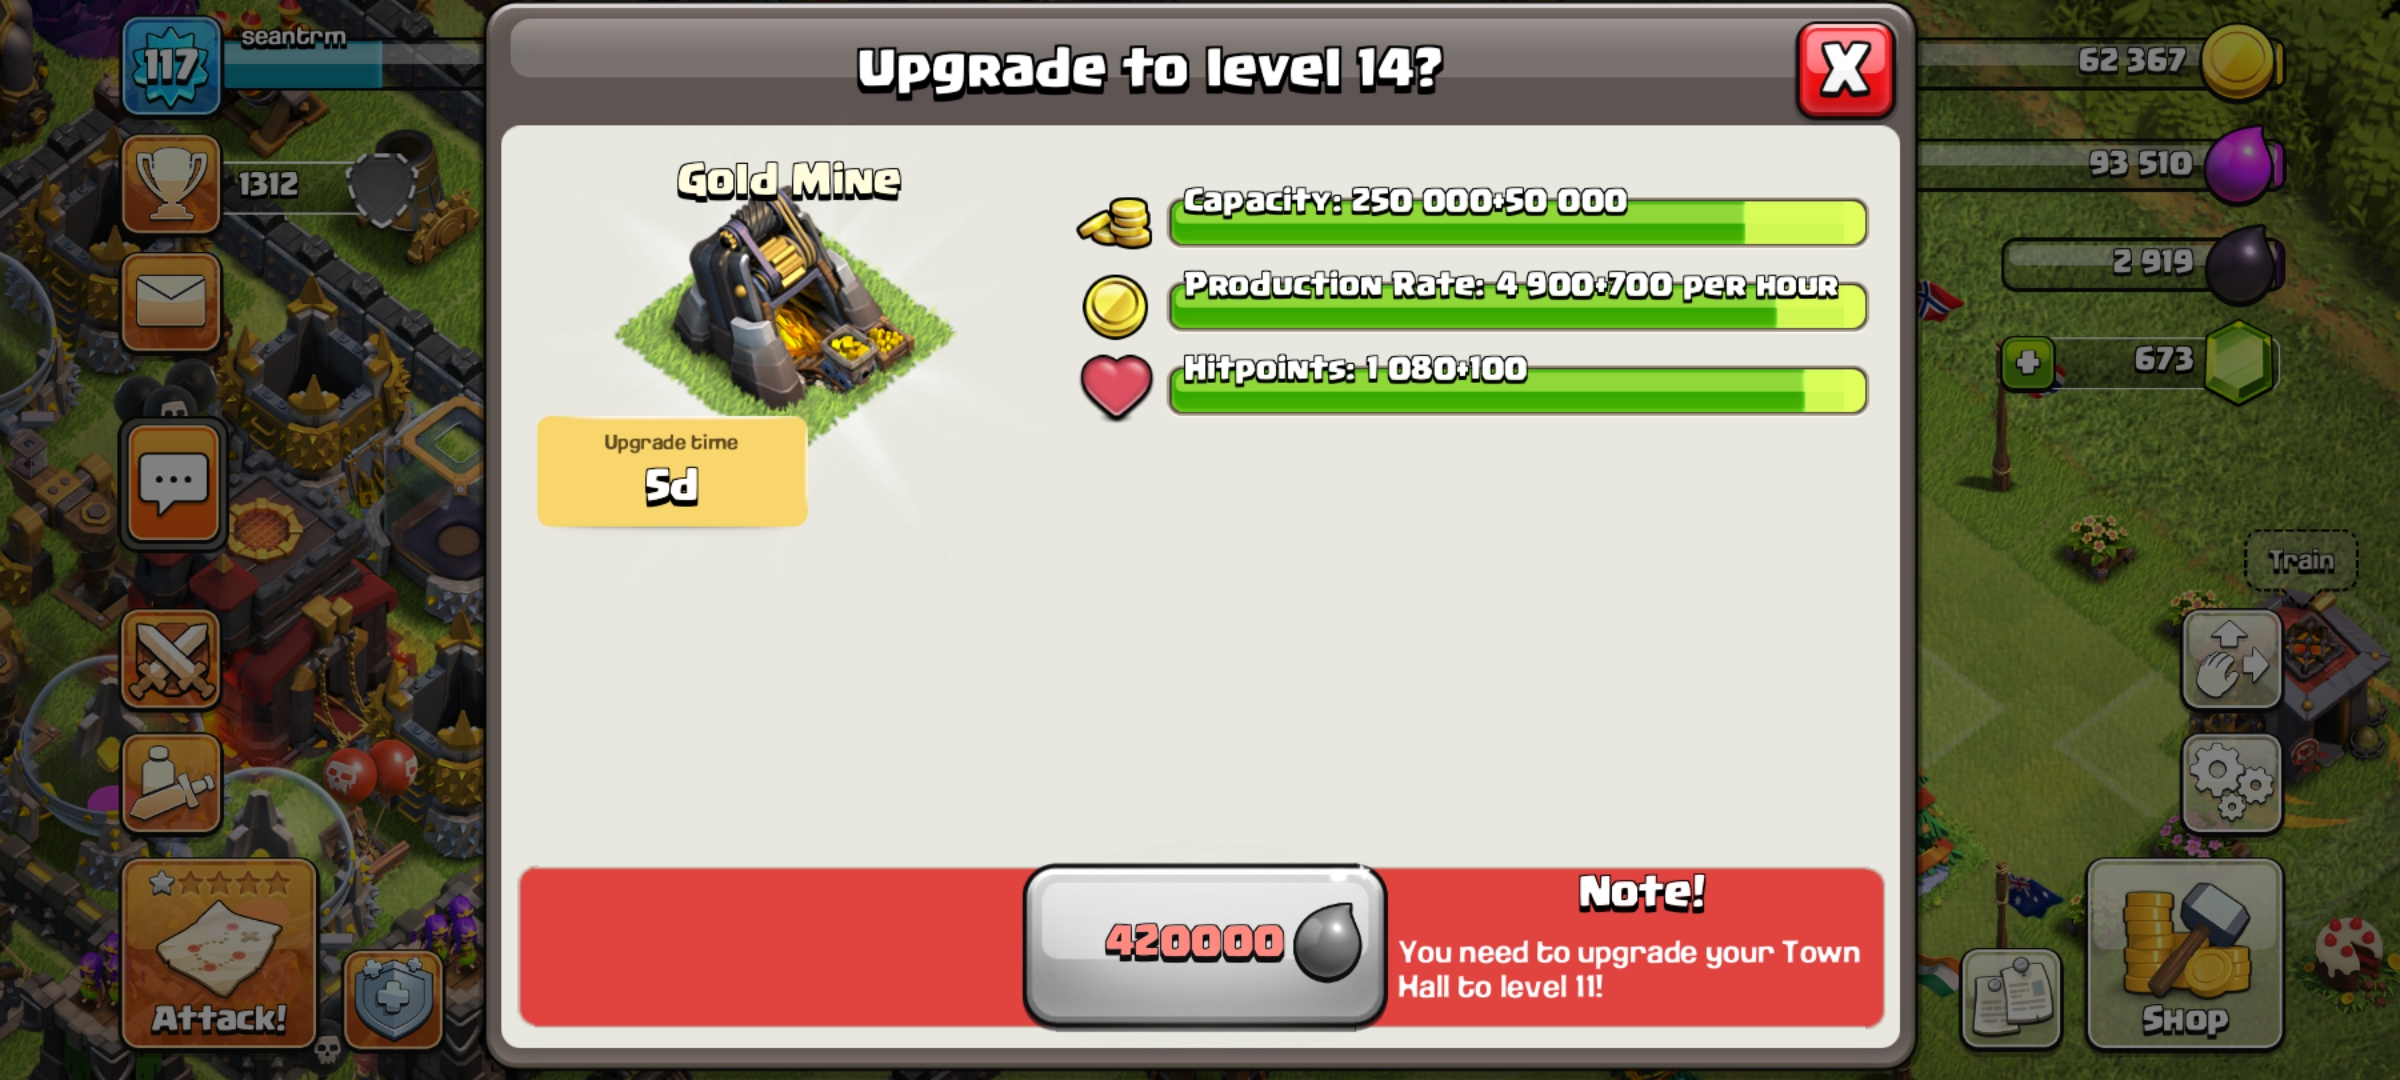 117
seantrm
1312
Attack!
Upgrade to level 14?
X
Gold Mine
Upgrade time
5d
Capacity: 250 000+50 000
Production Rate: 4 900+700 per hour
Hitpoints: 1 080+100
420000
Note!
You need to upgrade your Town
Hall to level 11!
62 367
93 510
2 919
673
Train
Shop